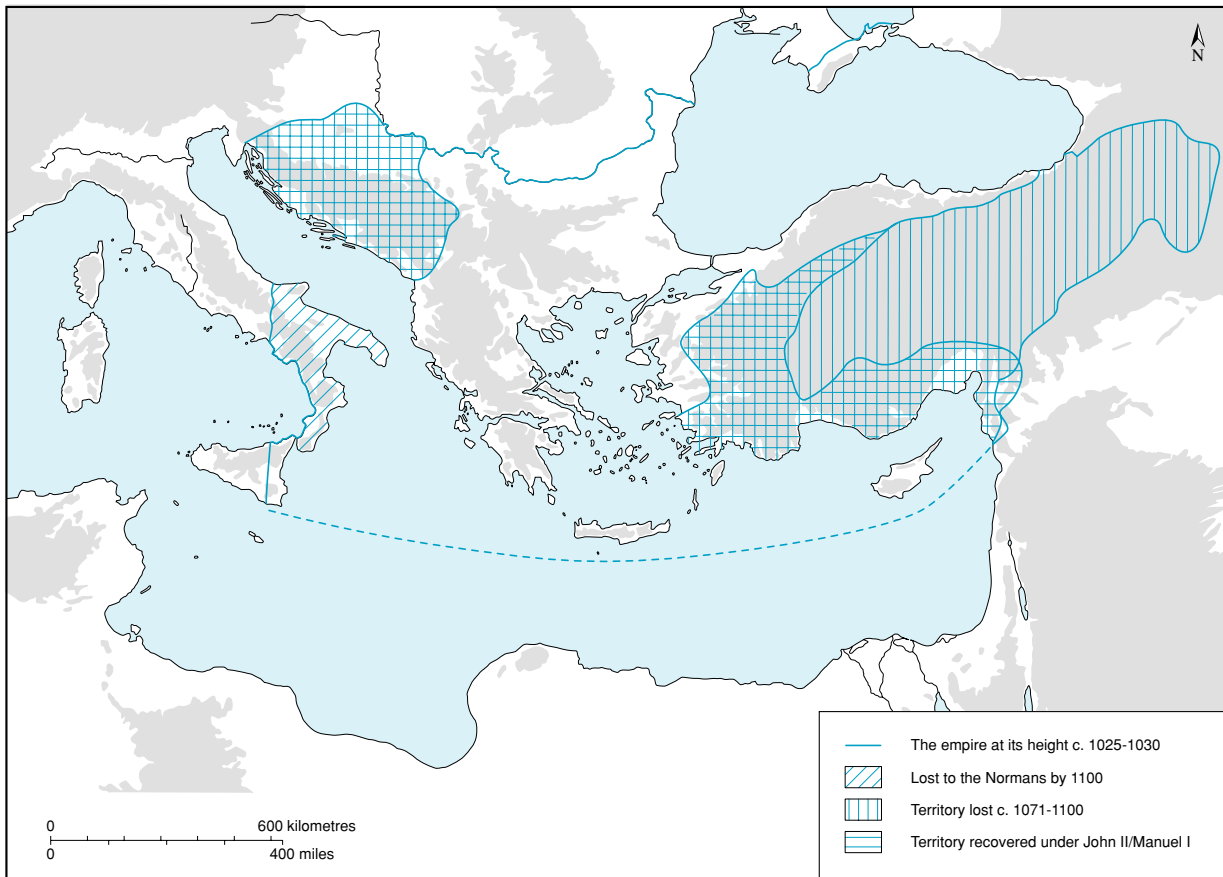 N
The empire at its height c. 1025-1030
Lost to the Normans by 1100
Territory lost c. 1071-1100
Territory recovered under John II/Manuel I
0 600 kilometres
0 400 miles